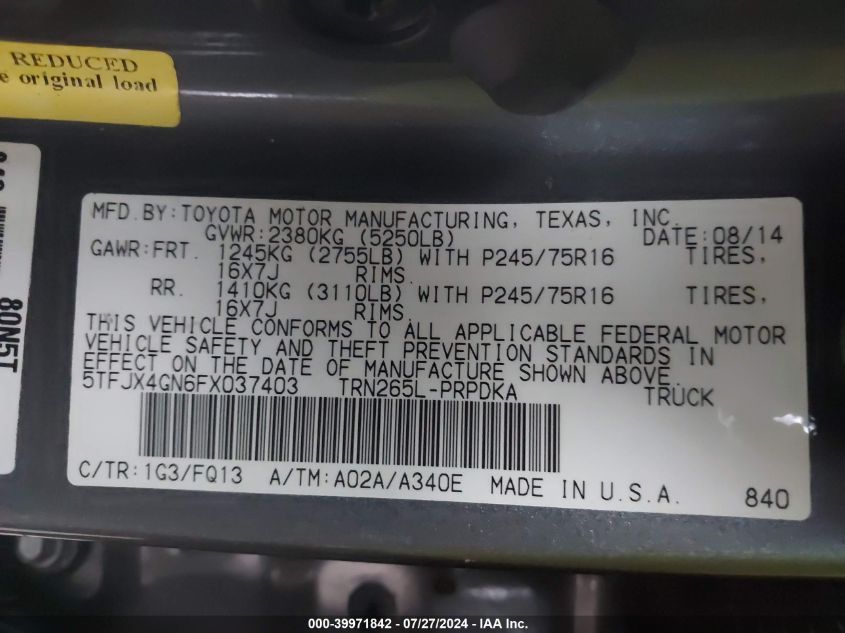 REDUCED
e original load
80N5T
MFD.BY:TOYOTA MOTOR MANUFACTURING, TEXAS, INC.
GVWR:2380KG (5250LB) DATE:08/14
GAWR:FRT. 1245KG (2755LB) WITH P245/75R16 TIRES,
16X7J RIMS.
RR. 1410KG (3110LB) WITH P245/75R16 TIRES,
16X7J RIMS.
THIS VEHICLE CONFORMS TO ALL APPLICABLE FEDERAL MOTOR
VEHICLE SAFETY AND THEFT PREVENTION STANDARDS IN
EFFECT ON THE DATE OF MANUFACTURE SHOWN ABOVE.
5TFJX4GN6FX037403 TRN265L-PRPDKA TRUCK
C/TR:1G3/FQ13 A/TM:A02A/A340E MADE IN U.S.A. 840
000-39971842 / 07/27/2024 - IAA Inc.